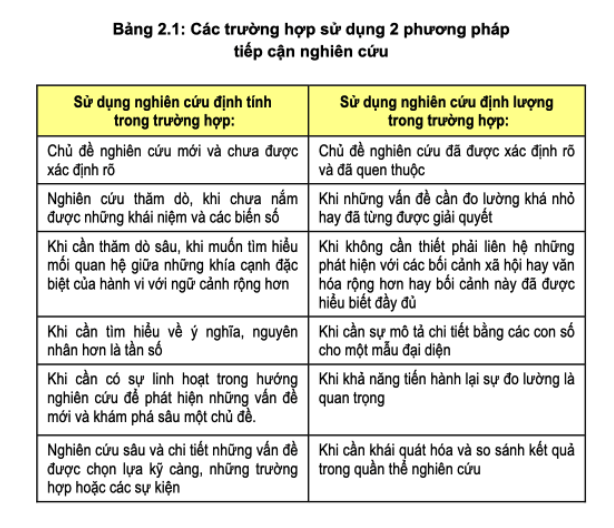 Bảng 2.1: Các trường hợp sử dụng 2 phương pháp
tiếp cận nghiên cứu
Sử dụng nghiên cứu định tính
trong trường hợp:
Sử dụng nghiên cứu định lượng
trong trường hợp:
Chủ đề nghiên cứu mới và chưa được
xác định rõ
Chủ đề nghiên cứu đã được xác định rõ
và đã quen thuộc
Nghiên cứu thăm dò, khi chưa nắm
được những khái niệm và các biến số
Khi những vấn đề cần đo lường khá nhỏ
hay đã từng được giải quyết
Khi cần thăm dò sâu, khi muốn tìm hiểu
mối quan hệ giữa những khía cạnh đặc
biệt của hành vi với ngữ cảnh rộng hơn
Khi không cần thiết phải liên hệ những
phát hiện với các bối cảnh xã hội hay văn
hóa rộng hơn hay bối cảnh này đã được
hiểu biết đầy đủ
Khi cần tìm hiểu về ý nghĩa, nguyên
nhân hơn là tần số
Khi cần sự mô tả chi tiết bằng các con số
cho một mẫu đại diện
Khi cần có sự linh hoạt trong hướng
nghiên cứu để phát hiện những vấn đề
mới và khám phá sâu một chủ đề.
Khi khả năng tiến hành lại sự đo lường là
quan trọng
Nghiên cứu sâu và chi tiết những vấn đề
được chọn lựa kỹ càng, những trường
hợp hoặc các sự kiện
Khi cần khái quát hóa và so sánh kết quả
trong quần thể nghiên cứu